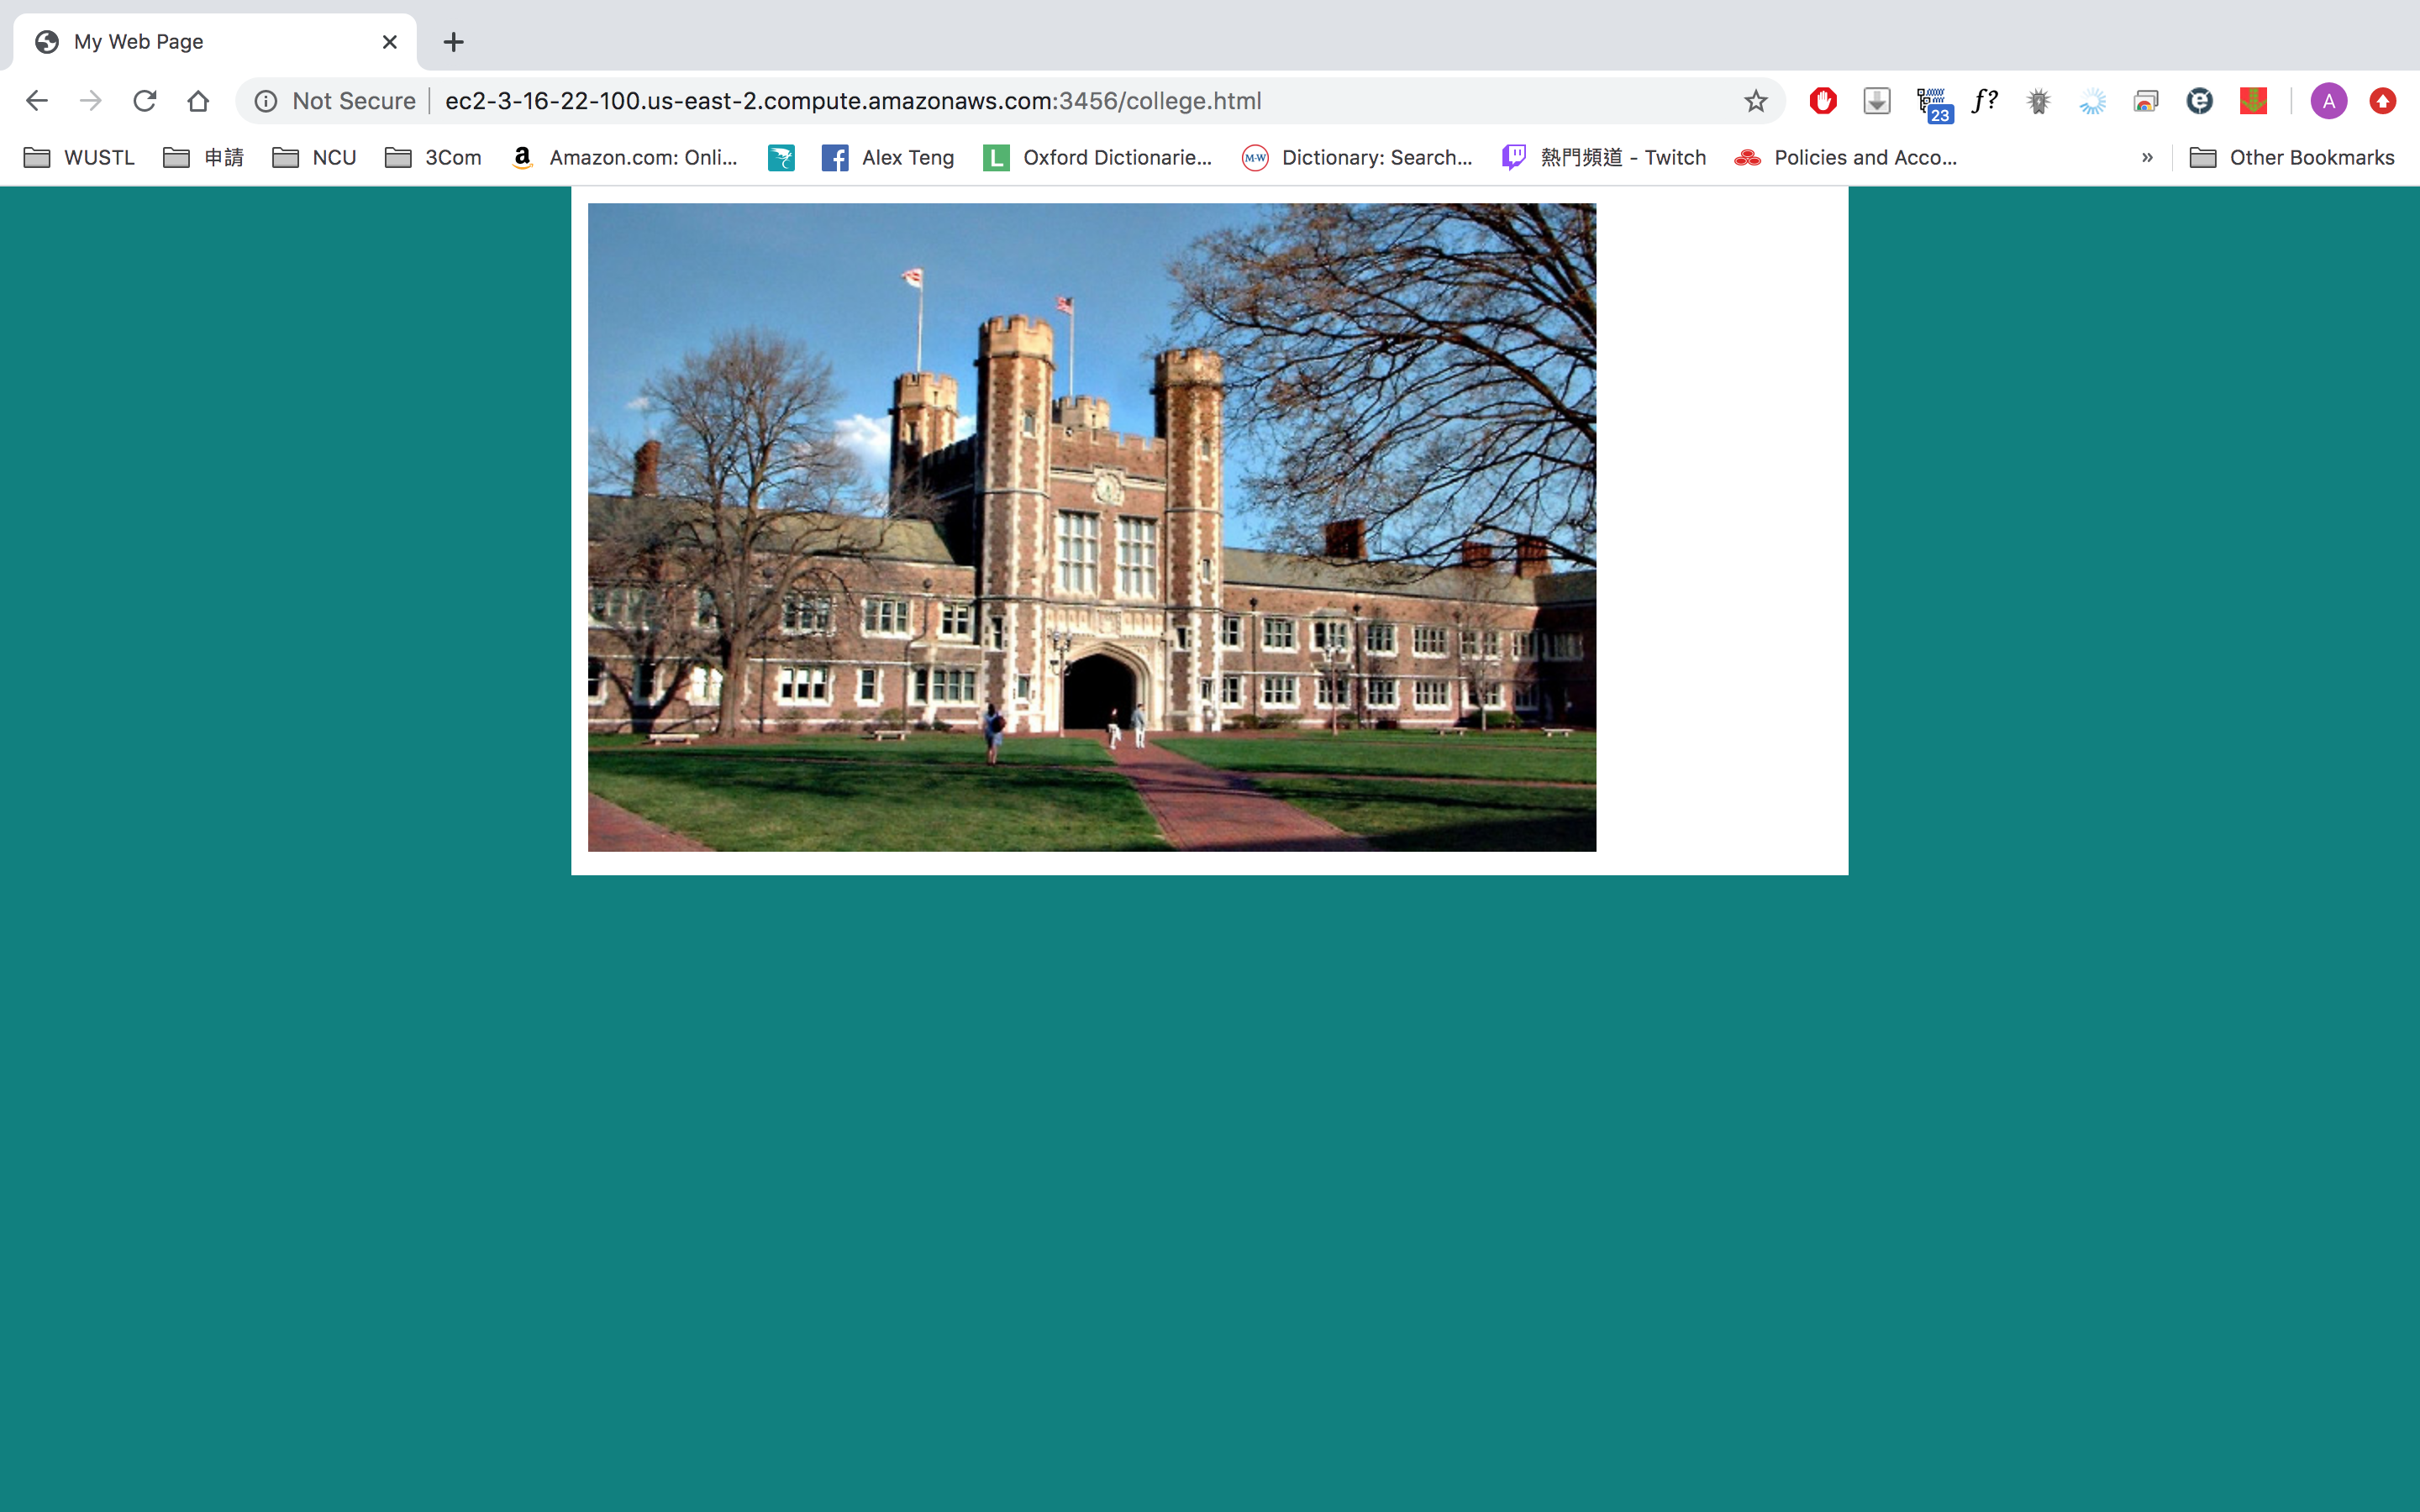 My Web Page
Not Secure ec2-3-16-22-100.us-east-2.compute.amazonaws.com:3456/college.html
f? 23 A
WUSTL 申請 NCU 3Com a Amazon.com: Onli... Alex Teng L Oxford Dictionarie... M-W Dictionary: Search... 熱門頻道 - Twitch Policies and Acco... » Other Bookmarks